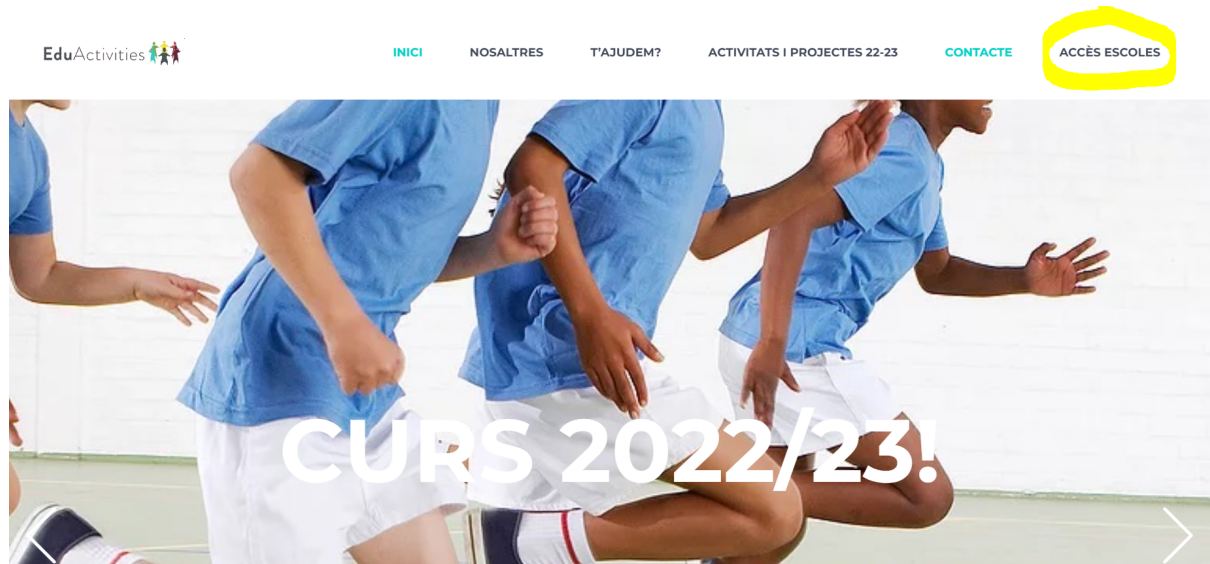 EduActivities
INICI NOSALTRES T'AJUDEM? ACTIVITATS I PROJECTES 22-23 CONTACTE ACCÈS ESCOLES
CURS 2022/23!